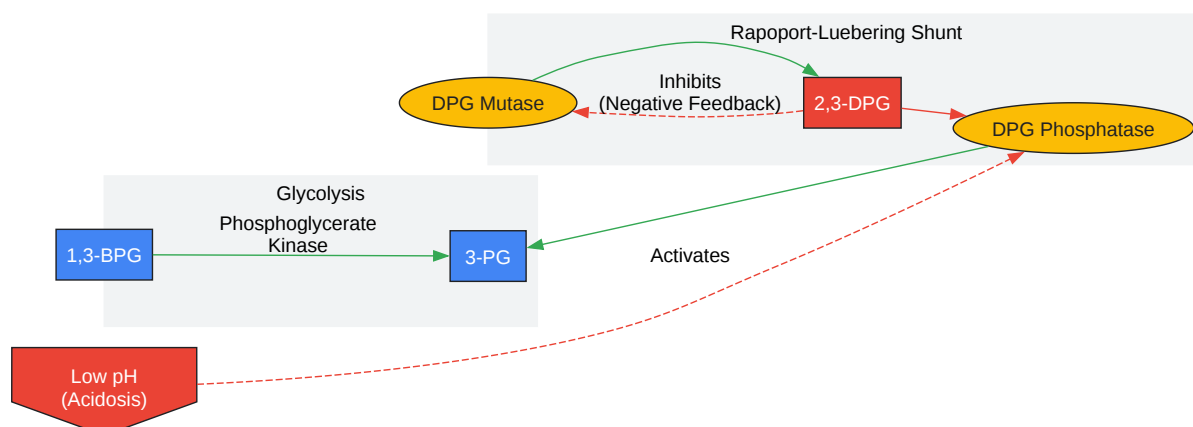 Rapoport-Luebering Shunt
DPG Mutase
Inhibits
(Negative Feedback)
2,3-DPG
DPG Phosphatase
Glycolysis
Phosphoglycerate
Kinase
1,3-BPG
3-PG
Activates
Low pH
(Acidosis)